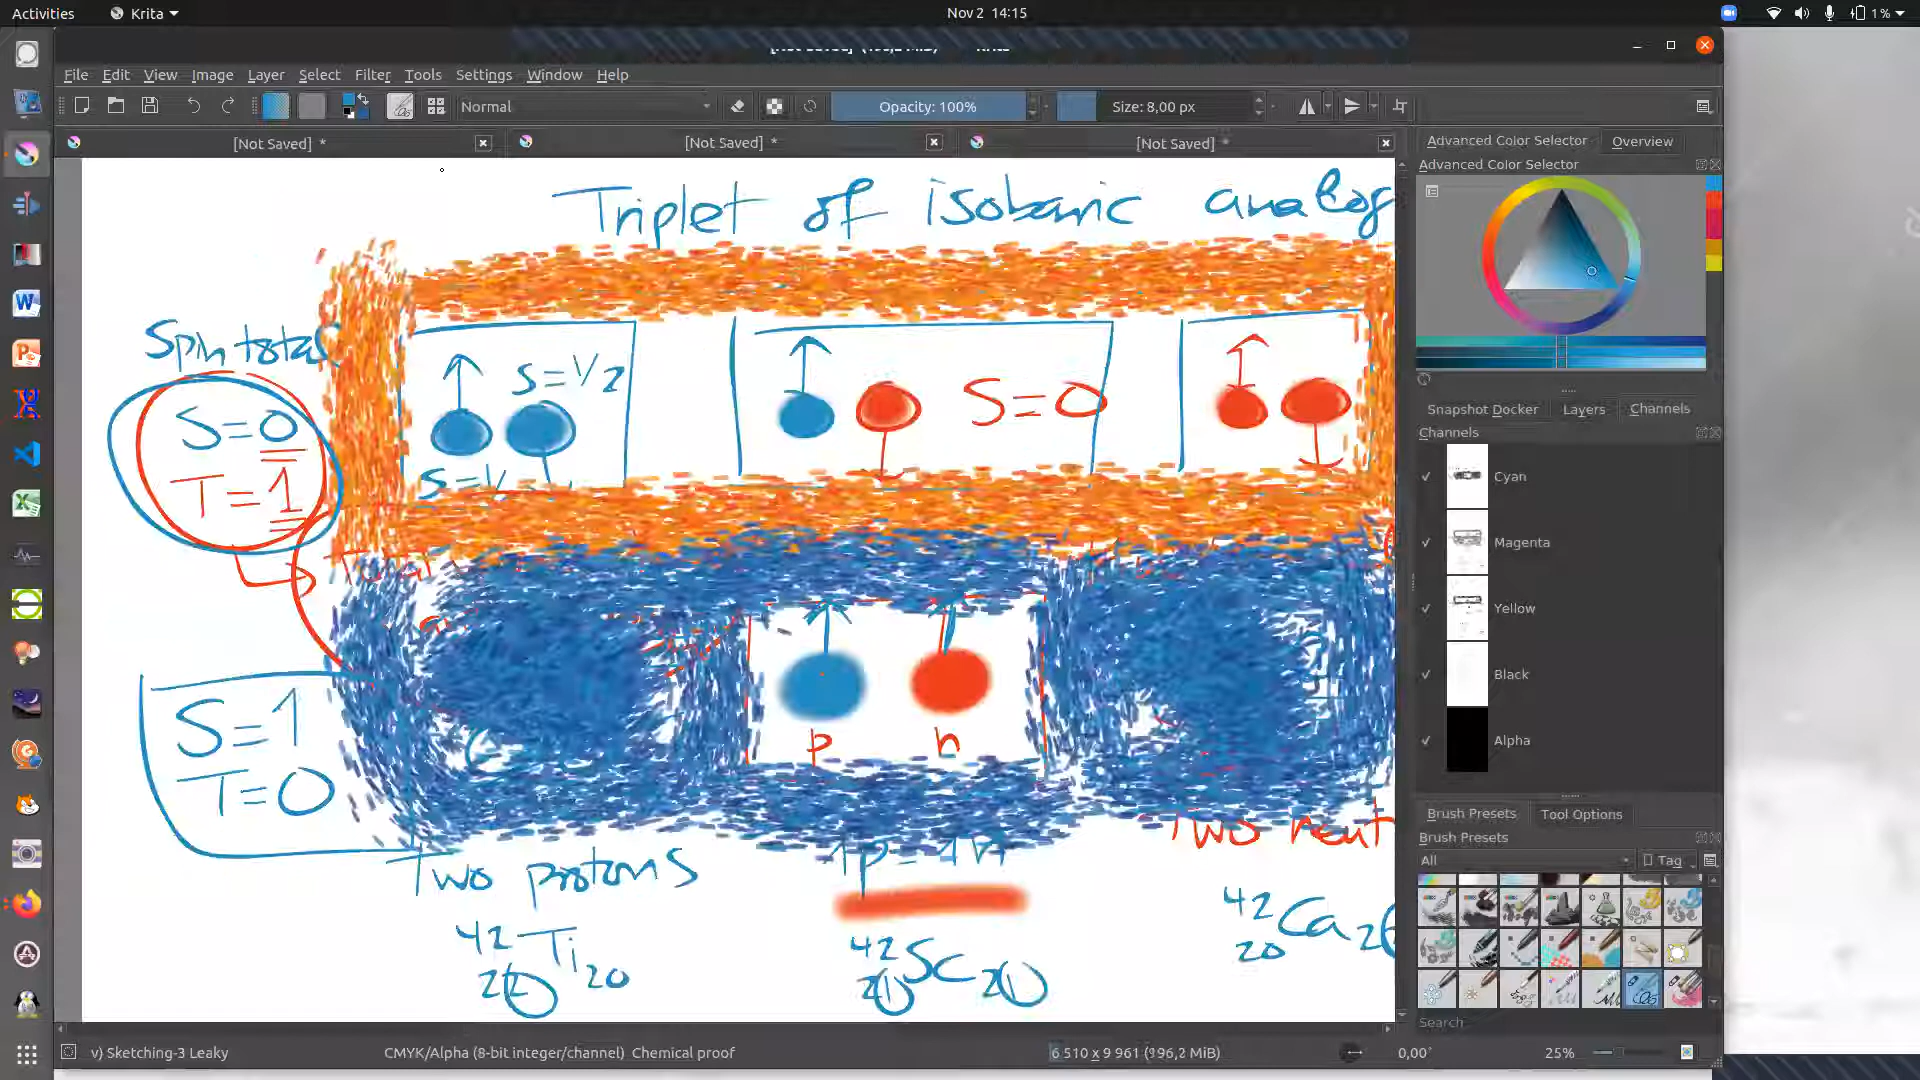 Activities Krita Nov 2 14:15 1%
File Edit View Image Layer Select Filter Tools Settings Window Help
Normal Opacity: 100% Size: 8,00 px
[Not Saved] * [Not Saved] * [Not Saved] *
Advanced Color Selector Overview
Advanced Color Selector
Triplet of isobaric analog
Spin total
S=0
T=1
S=1/2
S=0
Snapshot Docker Layers Channels
Channels
Cyan
Magenta
Yellow
Black
Alpha
S=1
T=0
p n
Two protons
42 Ti 20
22
42 Sc 21
21
42 Ca
20
Brush Presets Tool Options
Brush Presets
All Tag
Search
v) Sketching-3 Leaky CMYK/Alpha (8-bit integer/channel) Chemical proof 6 510 x 9 961 (996,2 MiB) 0,00° 25%